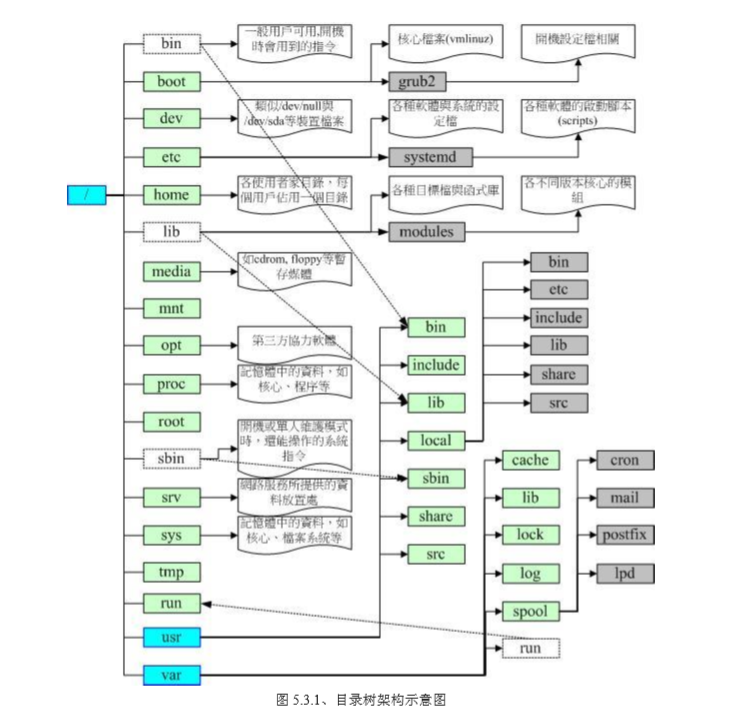 /
bin
一般用戶可用,開機
時會用到的指令
核心檔案(vmlinuz)
開機設定檔相關
boot
grub2
dev
類似/dev/null與
/dev/sda等裝置檔案
各種軟體與系統的設
定檔
各種軟體的啟動腳本
(scripts)
etc
systemd
home
各使用者家目錄，每
個用戶佔用一個目錄
各種目標檔與函式庫
各不同版本核心的模
組
lib
modules
media
如cdrom, floppy等暫
存媒體
mnt
opt
第三方協力軟體
proc
記憶體中的資料，如
核心、程序等
root
sbin
開機或單人維護模式
時，還能操作的系統
指令
srv
網路服務所提供的資
料放置處
sys
記憶體中的資料，如
核心、檔案系統等
tmp
run
usr
var
bin
include
lib
local
sbin
share
src
bin
etc
include
lib
share
src
cache
lib
lock
log
spool
run
cron
mail
postfix
lpd
图 5.3.1、目录树架构示意图